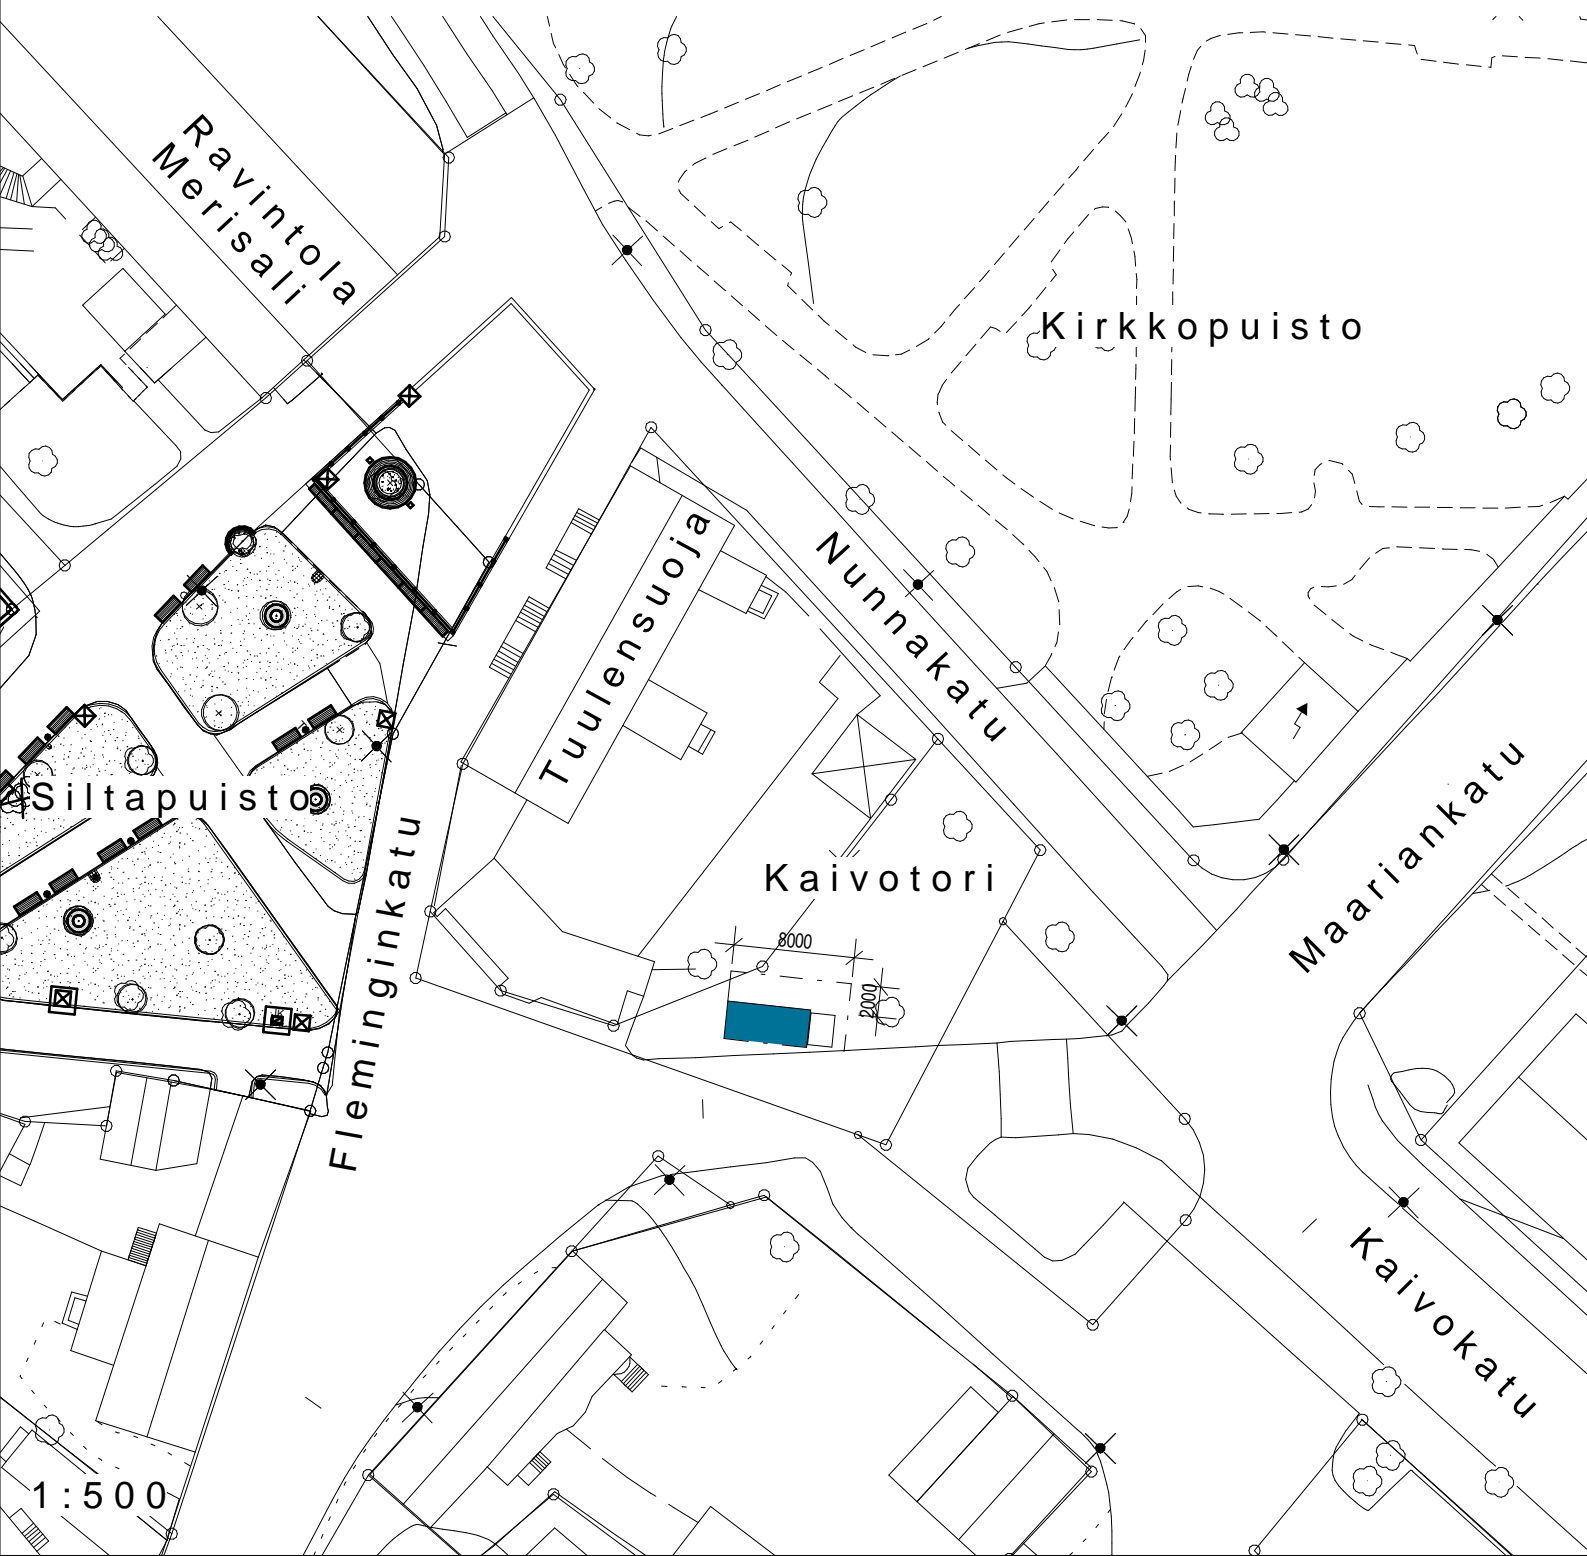 Ravintola
Merisali
Kirkkopuisto
Tuulensuoja
Nunnakatu
Siltapuisto
Kaivotori
Maariankatu
Fleminginkatu
8000
2000
Kaivokatu
1:500